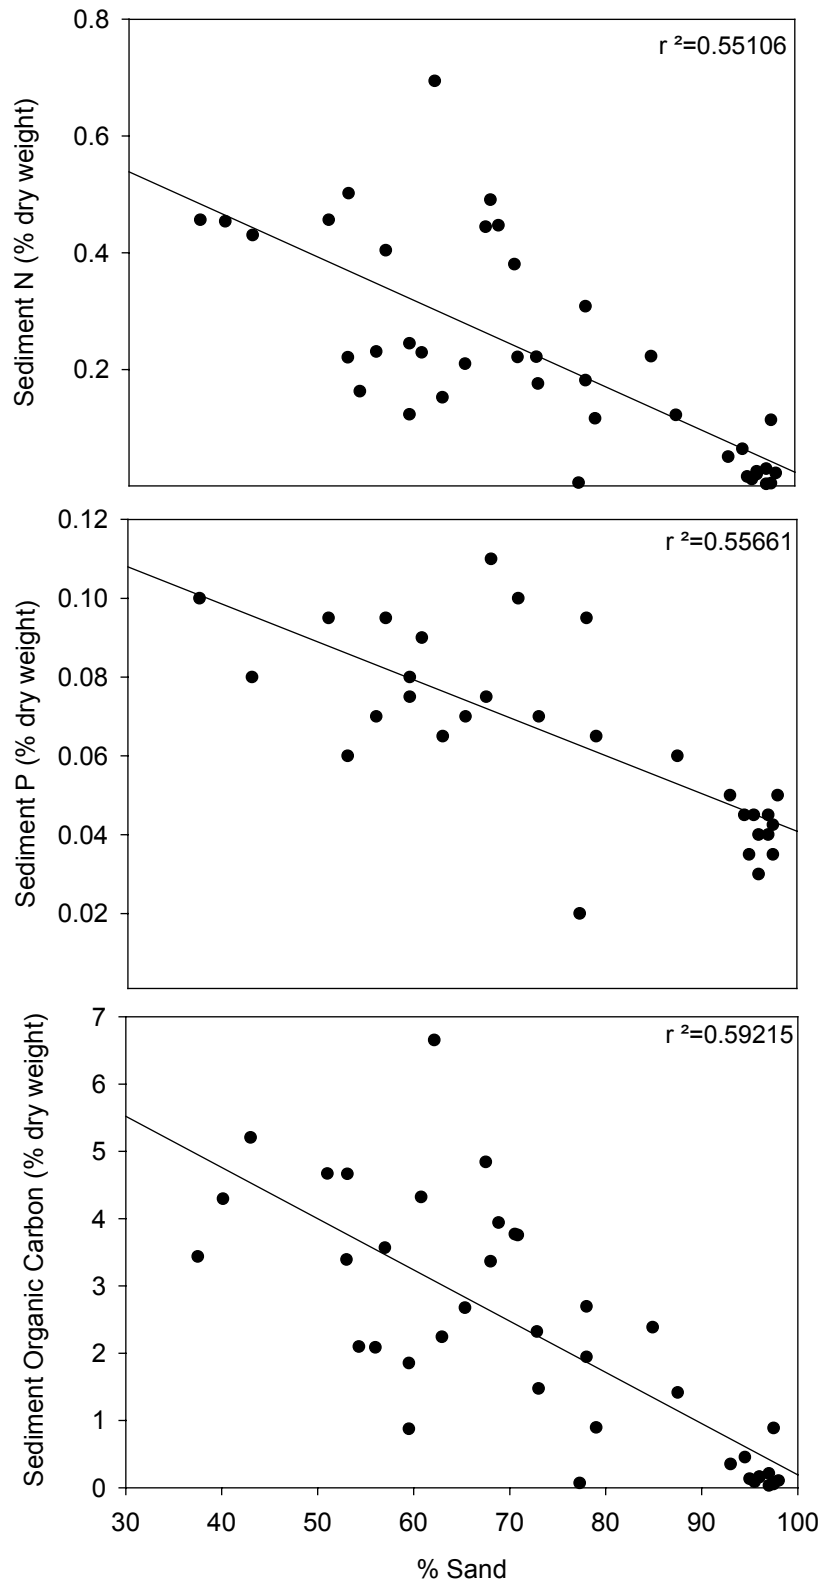 0.8
r ²=0.55106
0.6
0.4
0.2
Sediment N (% dry weight)
0.12
r ²=0.55661
0.10
0.08
0.06
0.04
0.02
Sediment P (% dry weight)
7
r ²=0.59215
6
5
4
3
2
1
0
Sediment Organic Carbon (% dry weight)
30 40 50 60 70 80 90 100
% Sand